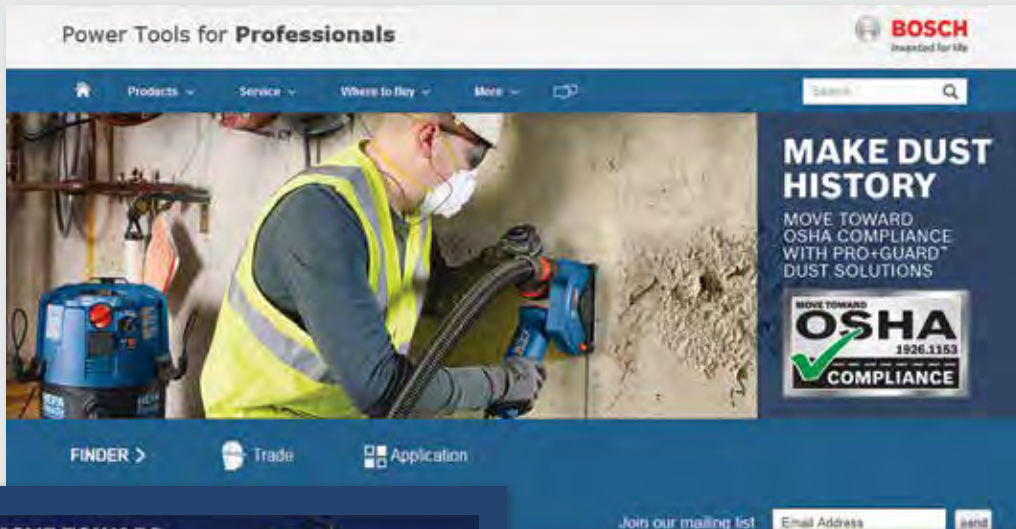 Power Tools for Professionals
BOSCH
Invented for life
Products
Service
Where to Buy
More
Search
MAKE DUST
HISTORY
MOVE TOWARD
OSHA COMPLIANCE
WITH PRO+GUARD™
DUST SOLUTIONS
MOVE TOWARD
OSHA
1926.1153
COMPLIANCE
HEPA
FINDER >
Trade
Application
Join our mailing list
Email Address
send